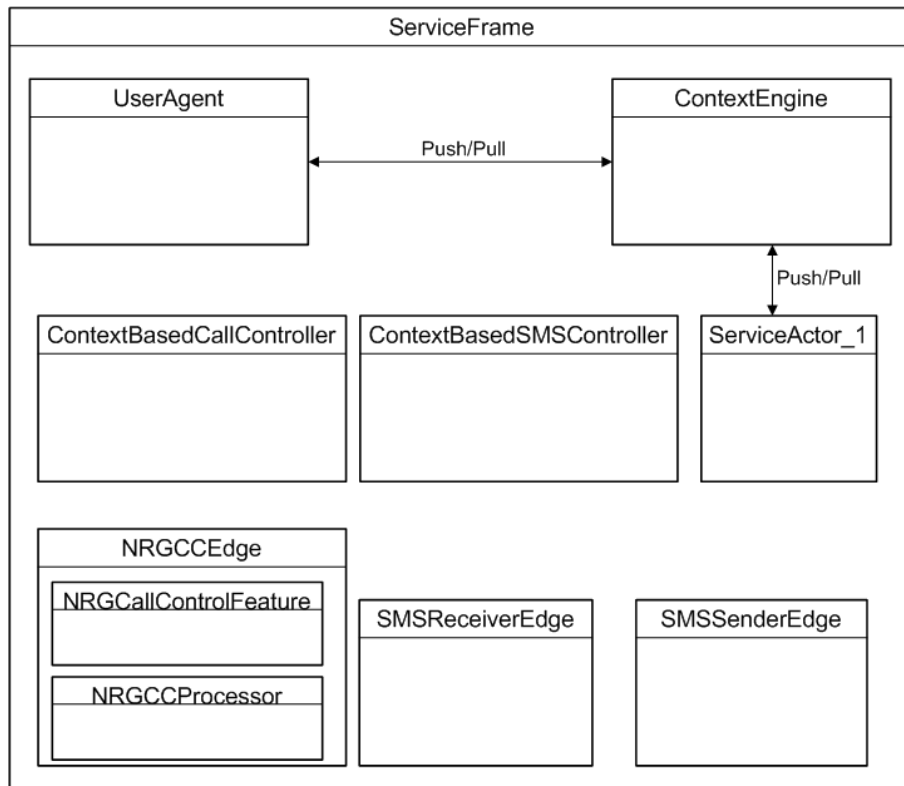 ServiceFrame
UserAgent
ContextEngine
Push/Pull
Push/Pull
ContextBasedCallController
ContextBasedSMSController
ServiceActor_1
NRGCCEdge
NRGCallControlFeature
NRGCCProcessor
SMSReceiverEdge
SMSSenderEdge